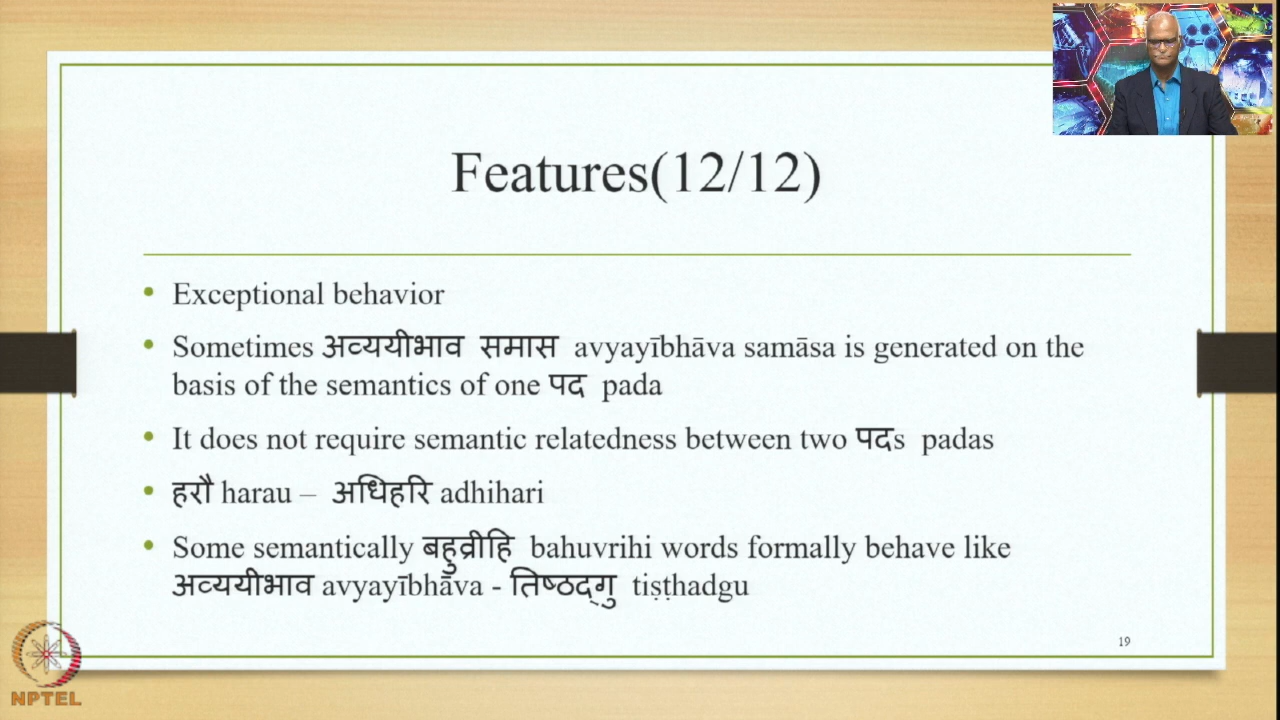 Features(12/12)
Exceptional behavior
Sometimes अव्ययीभाव समास avyayībhāva samāsa is generated on the
basis of the semantics of one पद pada
It does not require semantic relatedness between two पदs padas
हरौ harau – अधिहरि adhihari
Some semantically बहुव्रीहि bahuvrihi words formally behave like
अव्ययीभाव avyayībhāva - तिष्ठद्गु tiṣṭhadgu
19
NPTEL